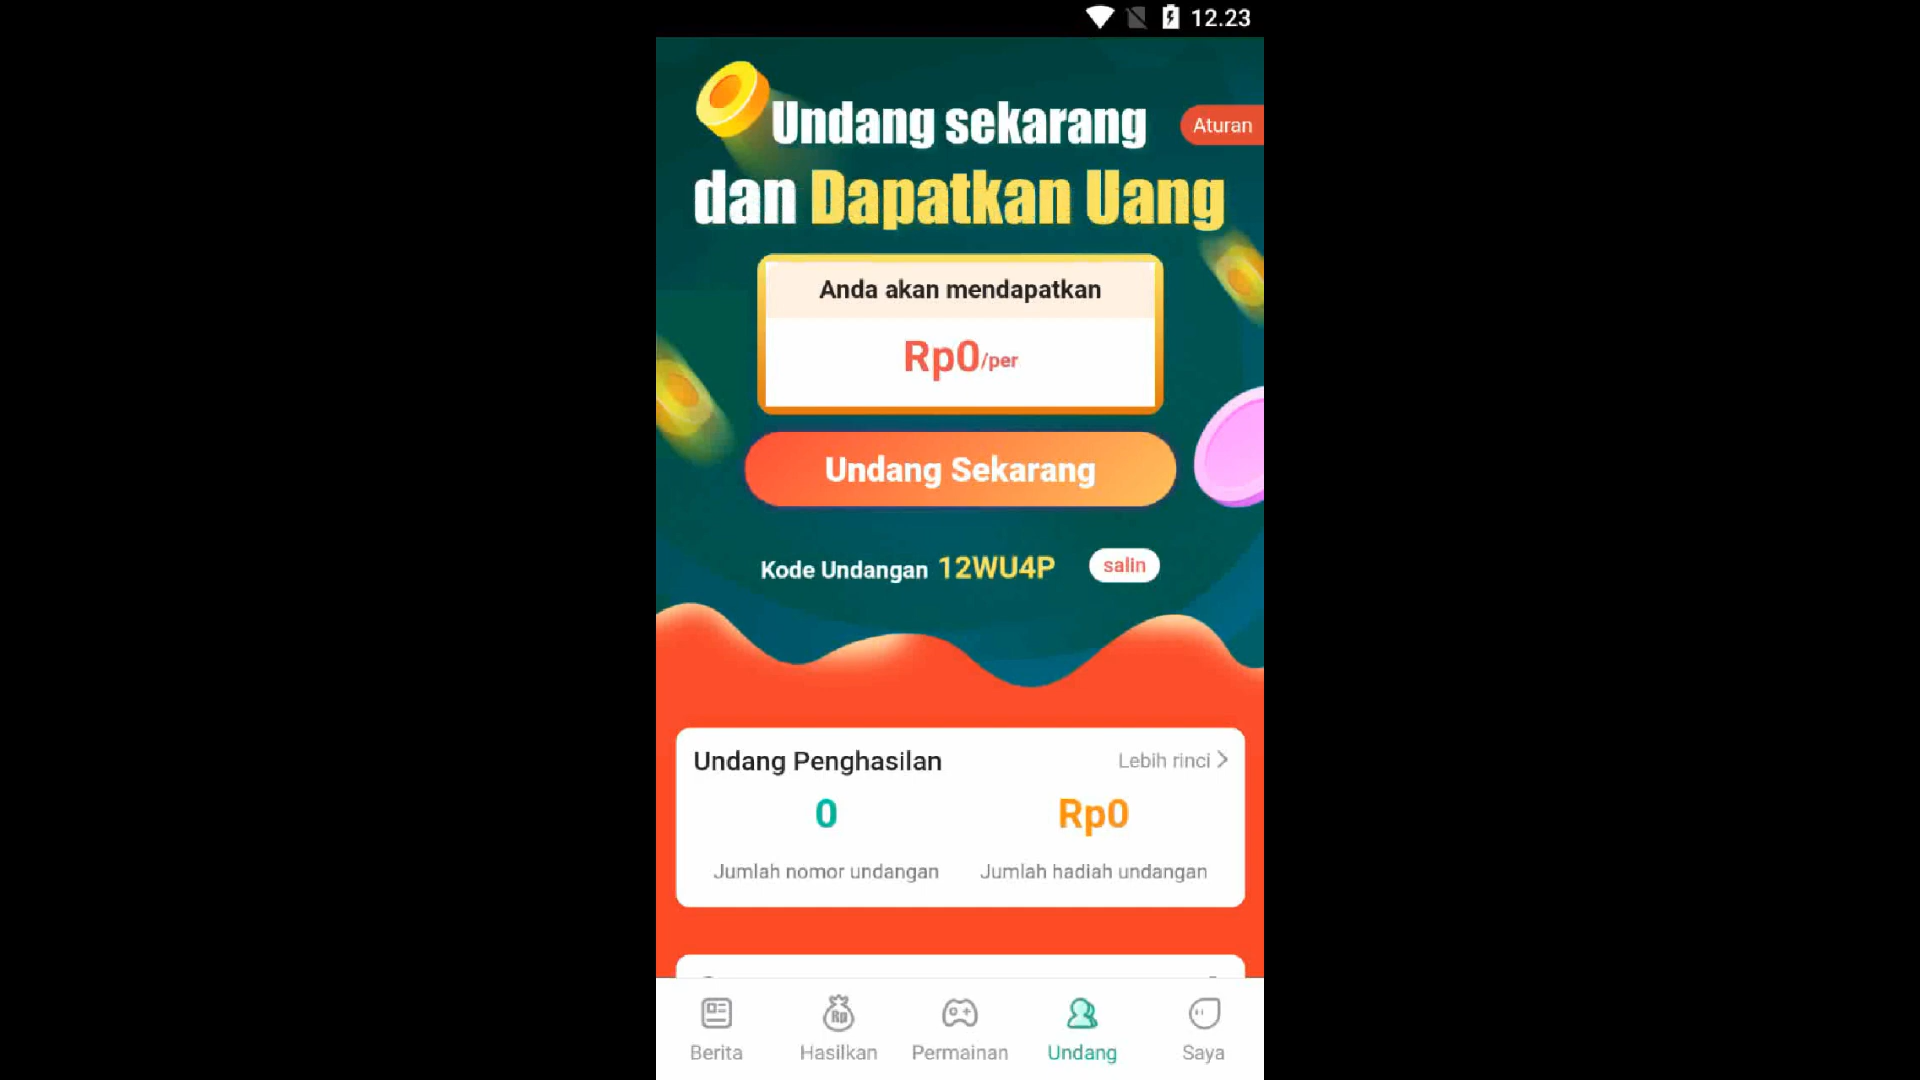 12.23
Undang sekarang
Aturan
dan Dapatkan Uang
Anda akan mendapatkan
Rp0/per
Undang Sekarang
Kode Undangan 12WU4P salin
Undang Penghasilan Lebih rinci
0 Rp0
Jumlah nomor undangan Jumlah hadiah undangan
Rp
Berita Hasilkan Permainan Undang Saya